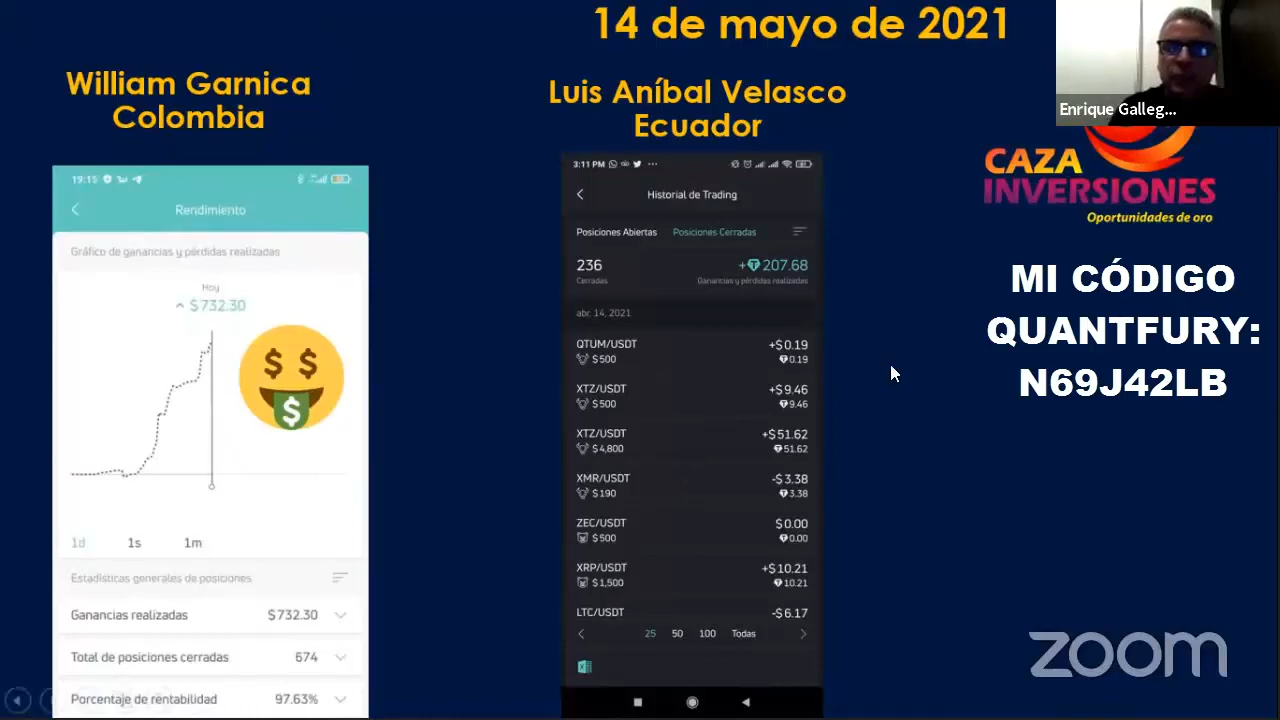 14 de mayo de 2021
Enrique Galleg...
William Garnica
Colombia
19:15
Rendimiento
Gráfico de ganancias y pérdidas realizadas
Hoy
$732.30
$ $
$
1d 1s 1m
Estadísticas generales de posiciones
Ganancias realizadas $732.30
Total de posiciones cerradas 674
Porcentaje de rentabilidad 97.63%
Luis Aníbal Velasco
Ecuador
3:11 PM
Historial de Trading
Posiciones Abiertas Posiciones Cerradas
236 +207.68
Cerradas Ganancias y pérdidas realizadas
abr. 14, 2021
QTUM/USDT +$0.19
$500 0.19
XTZ/USDT +$9.46
$500 9.46
XTZ/USDT +$51.62
$4,800 51.62
XMR/USDT -$3.38
$190 3.38
ZEC/USDT $0.00
$500 0.00
XRP/USDT +$10.21
$1,500 10.21
LTC/USDT -$6.17
25 50 100 Todas
CAZA
INVERSIONES
Oportunidades de oro
MI CÓDIGO
QUANTFURY:
N69J42LB
zoom